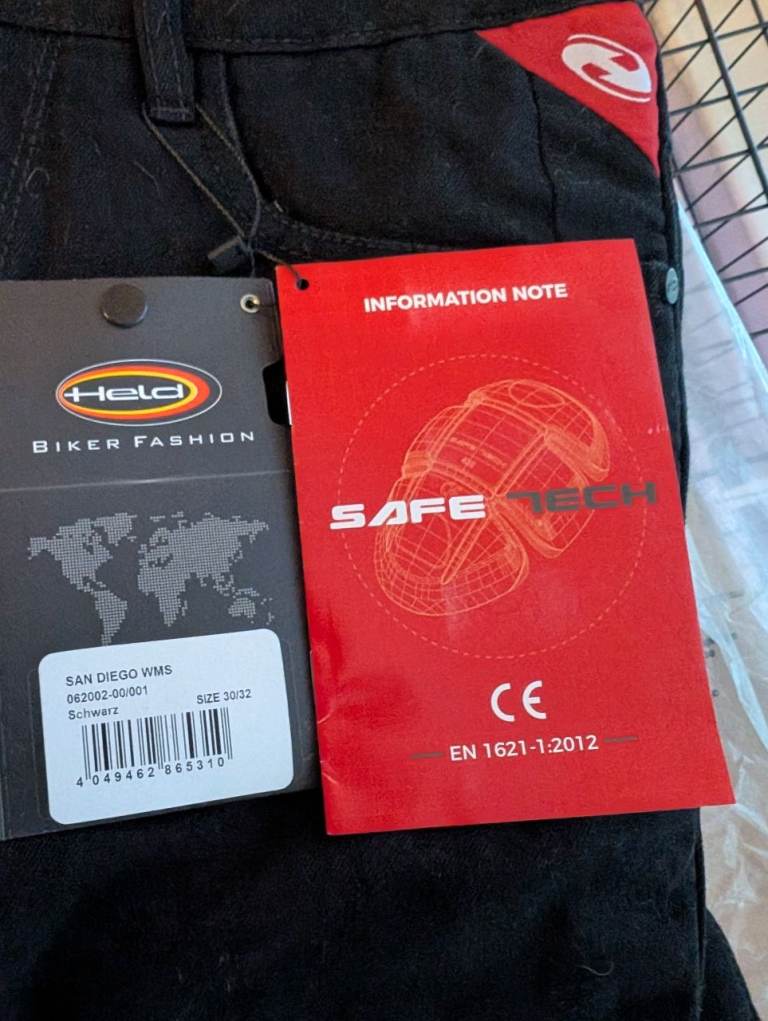 Held
BIKER FASHION
SAN DIEGO WMS
062002-00/001
SIZE 30/32
Schwarz
4 049462 865310
INFORMATION NOTE
SAFE TECH
CE
EN 1621-1:2012